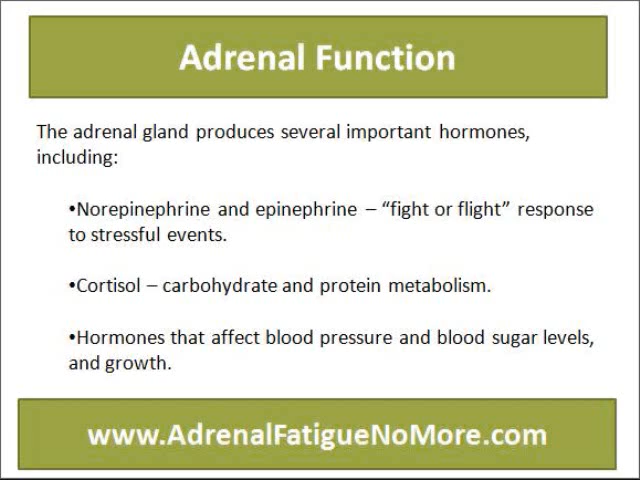 Adrenal Function
The adrenal gland produces several important hormones,
including:
•Norepinephrine and epinephrine – “fight or flight” response
to stressful events.
•Cortisol – carbohydrate and protein metabolism.
•Hormones that affect blood pressure and blood sugar levels,
and growth.
www.AdrenalFatigueNoMore.com